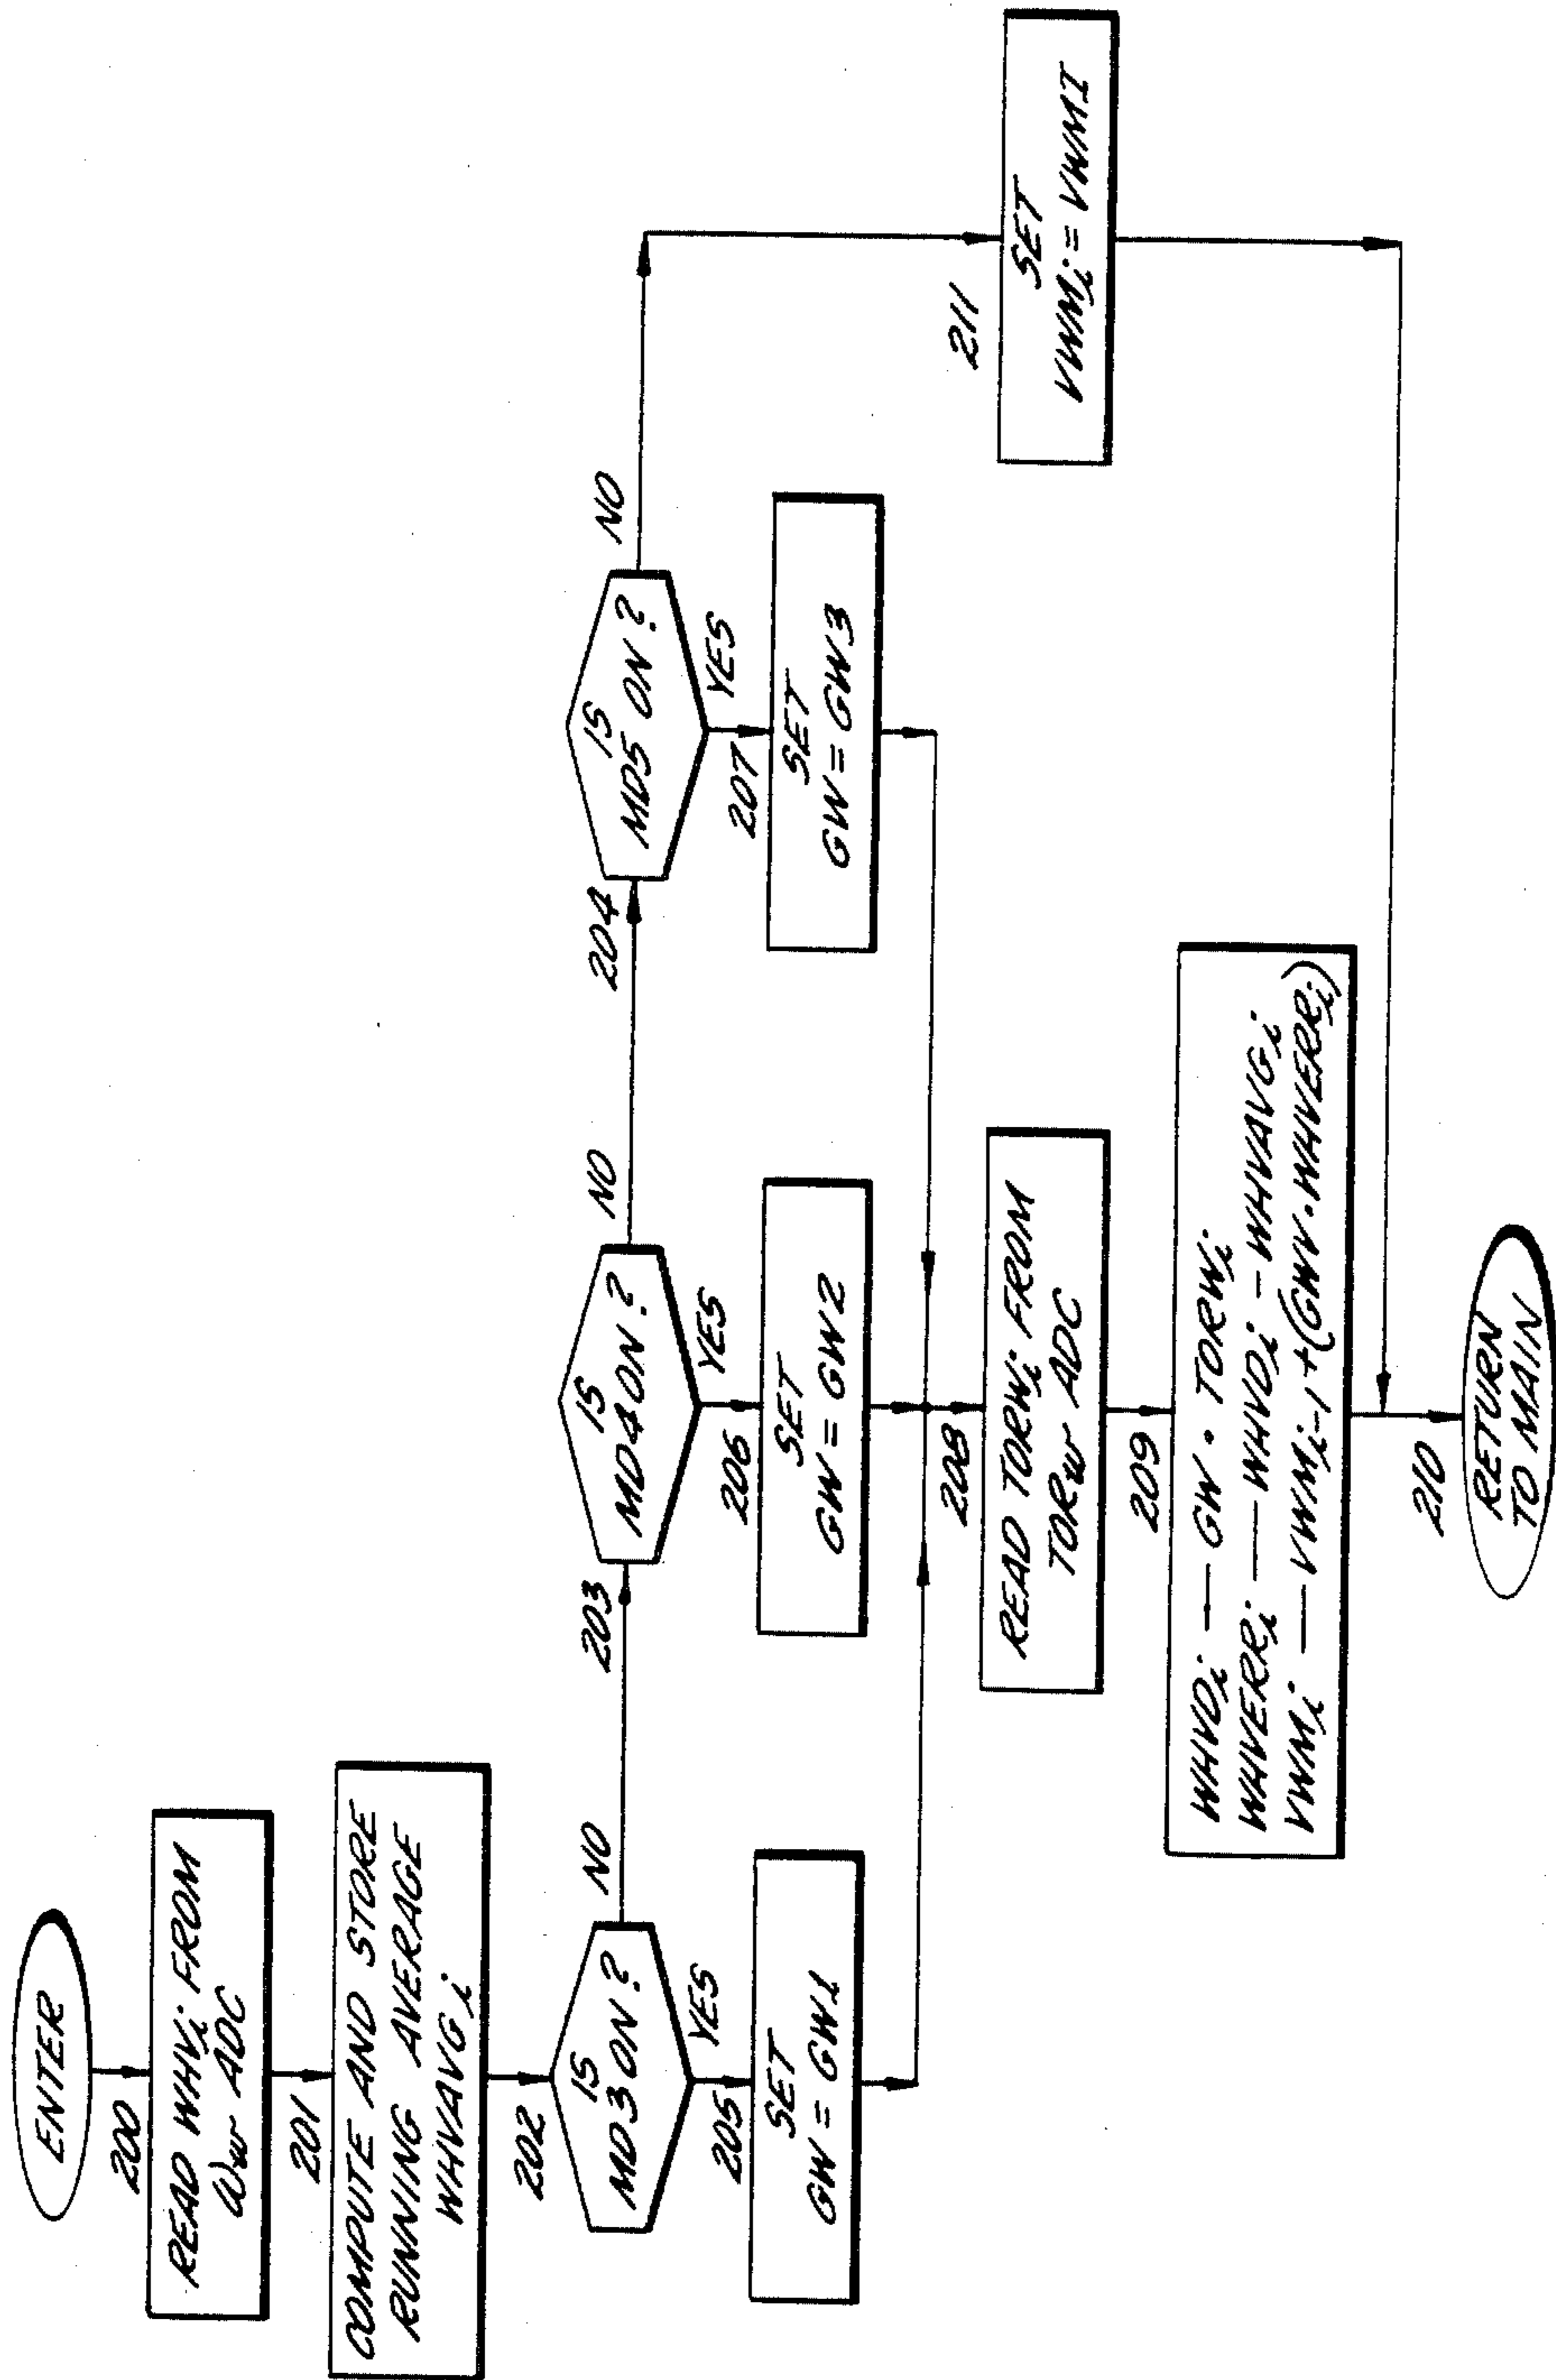 ENTER
200
READ WHVi FROM
Ww ADC
201
COMPUTE AND STORE
RUNNING AVERAGE
WHVAVGi
202
IS
MD3 ON?
NO
YES
205
SET
GW = GW1
203
IS
MD4 ON?
NO
YES
206
SET
GW = GW2
204
IS
MD5 ON?
NO
YES
207
SET
GW = GW3
208
READ TORWi FROM
TORw ADC
209
WHVDi — GW • TORWi
WHVERRi — WHVDi - WHVAVGi
VWMi — VWMi-1 + (GWV • WHVERRi)
211
SET
VWMi = VWMI
210
RETURN
TO MAIN